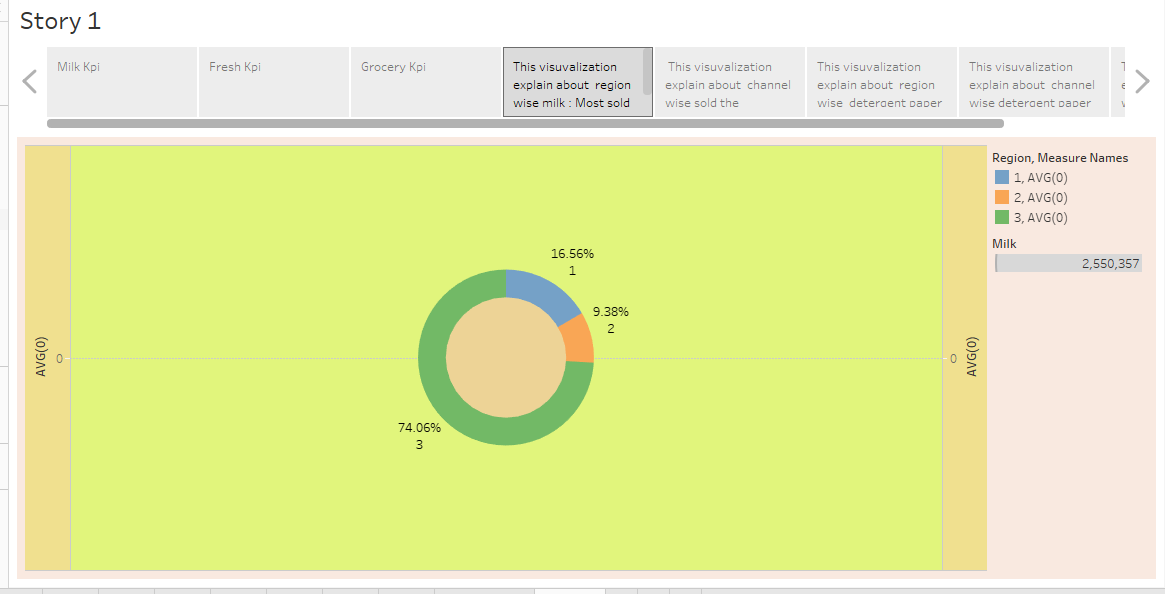 Story 1
Milk Kpi
Fresh Kpi
Grocery Kpi
This visuvalization
explain about region
wise milk : Most sold
This visuvalization
explain about channel
wise sold the
This visuvalization
explain about region
wise detergent paper
This visuvalization
explain about channel
wise detergent paper
AVG(0)
0
16.56%
1
9.38%
2
74.06%
3
0
AVG(0)
Region, Measure Names
1, AVG(0)
2, AVG(0)
3, AVG(0)
Milk
2,550,357